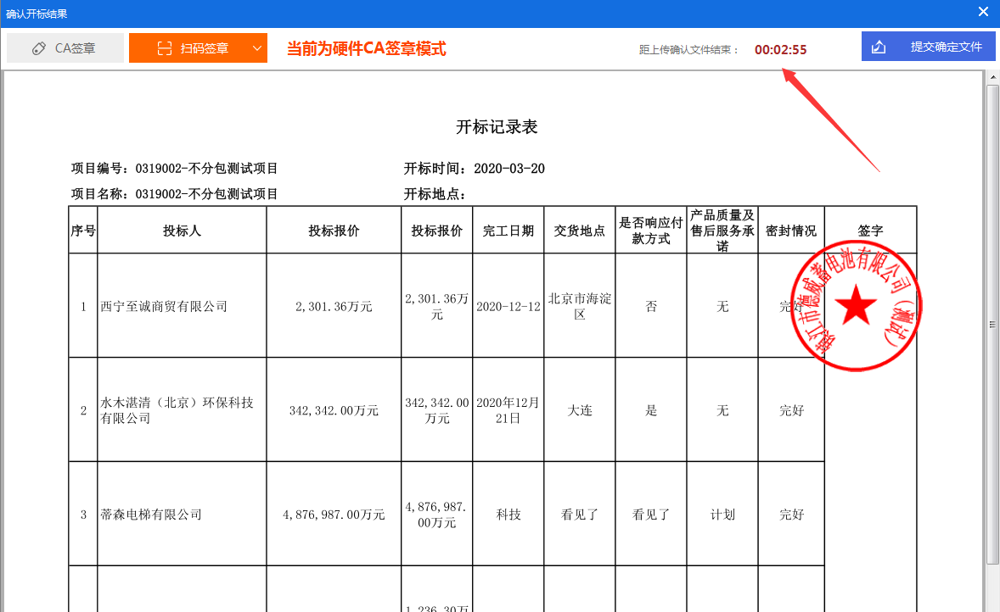 确认开标结果
CA签章
扫码签章
当前为硬件CA签章模式
距上传确认文件结束：
00:02:55
提交确定文件
开标记录表
项目编号：0319002-不分包测试项目
开标时间：2020-03-20
项目名称：0319002-不分包测试项目
开标地点：
序号
投标人
投标报价
投标报价
完工日期
交货地点
是否响应付
款方式
产品质量及
售后服务承
诺
密封情况
签字
1
西宁至诚商贸有限公司
2,301.36万元
2,301.36万
元
2020-12-12
北京市海淀
区
否
无
完好
镇江市德威蓄电池有限公司（测试）
2
水木湛清（北京）环保科技
有限公司
342,342.00万元
342,342.00
万元
2020年12月
21日
大连
是
无
完好
3
蒂森电梯有限公司
4,876,987.00万元
4,876,987.
00万元
科技
看见了
看见了
计划
完好
1,236.30万